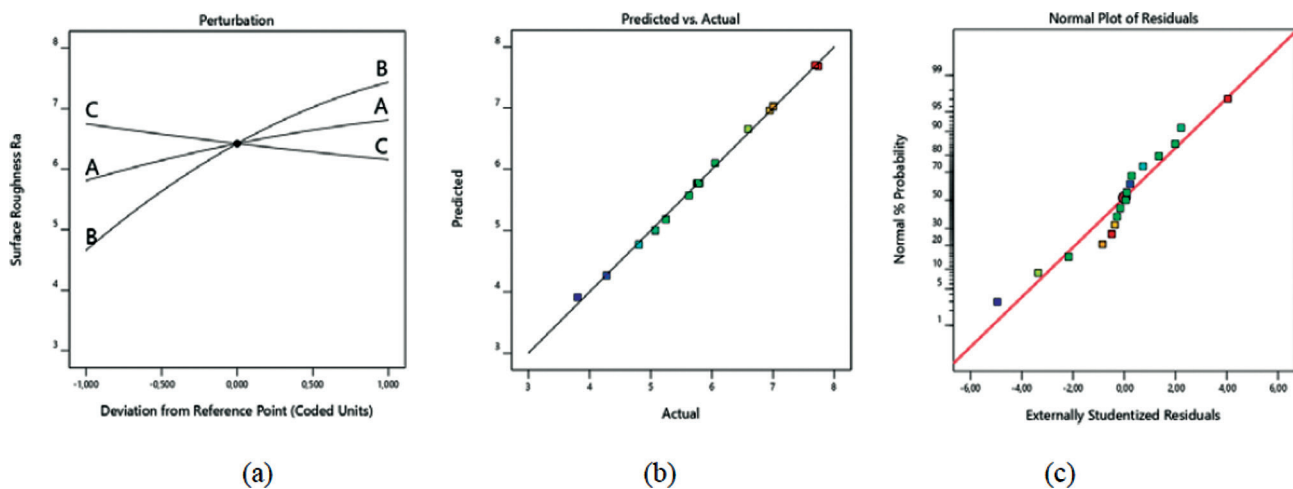 Perturbation
Surface Roughness Ra
8
7
6
5
4
3
C
A
B
B
A
C
-1,000 -0,500 0,000 0,500 1,000
Deviation from Reference Point (Coded Units)
(a)
Predicted vs. Actual
Predicted
8
7
6
5
4
3
3 4 5 6 7 8
Actual
(b)
Normal Plot of Residuals
Normal % Probability
99
95
90
80
70
50
30
20
10
5
1
-6,00 -4,00 -2,00 0,00 2,00 4,00 6,00
Externally Studentized Residuals
(c)